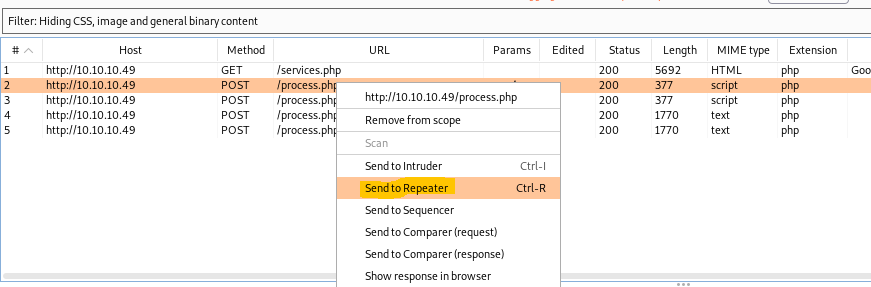 Filter: Hiding CSS, image and general binary content
# Host Method URL Params Edited Status Length MIME type Extension
1 http://10.10.10.49 GET /services.php 200 5692 HTML php Goo
2 http://10.10.10.49 POST /process.php 200 377 script php
3 http://10.10.10.49 POST /process.php 200 377 script php
4 http://10.10.10.49 POST /process.php 200 1770 text php
5 http://10.10.10.49 POST /process.php 200 1770 text php
http://10.10.10.49/process.php
Remove from scope
Scan
Send to Intruder Ctrl-I
Send to Repeater Ctrl-R
Send to Sequencer
Send to Comparer (request)
Send to Comparer (response)
Show response in browser